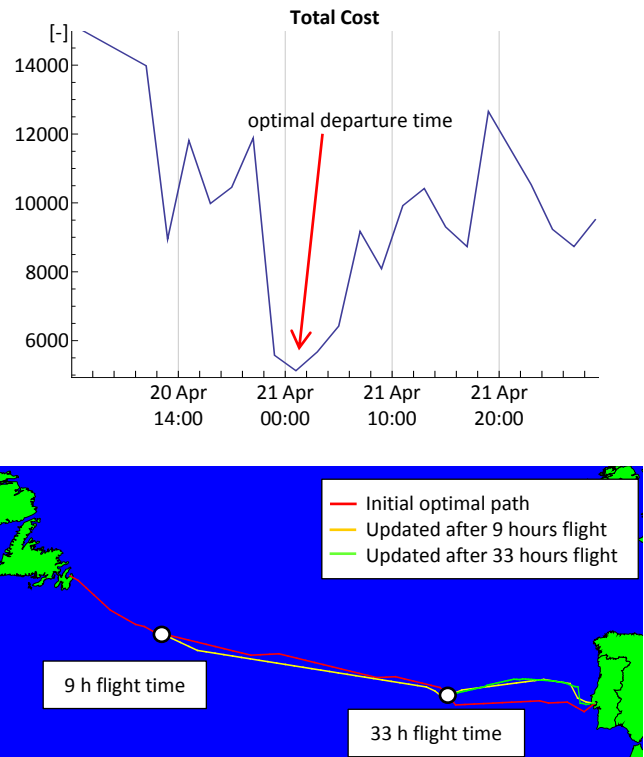 Total Cost
[-]
14000
12000
optimal departure time
10000
8000
6000
20 Apr 21 Apr 21 Apr 21 Apr
14:00 00:00 10:00 20:00
Initial optimal path
Updated after 9 hours flight
Updated after 33 hours flight
9 h flight time
33 h flight time